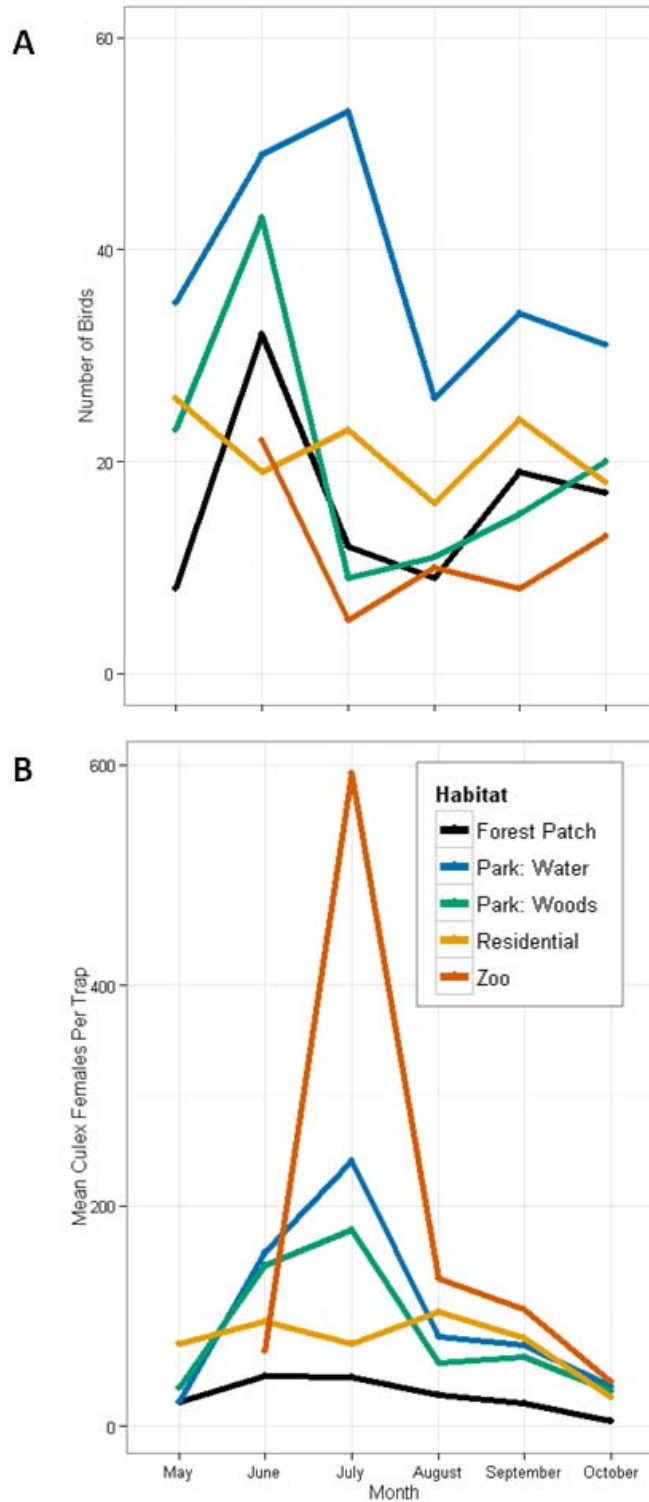 A
60
40
20
0
Number of Birds
B
600
400
200
0
Mean Culex Females Per Trap
Habitat
Forest Patch
Park: Water
Park: Woods
Residential
Zoo
May June July August September October
Month